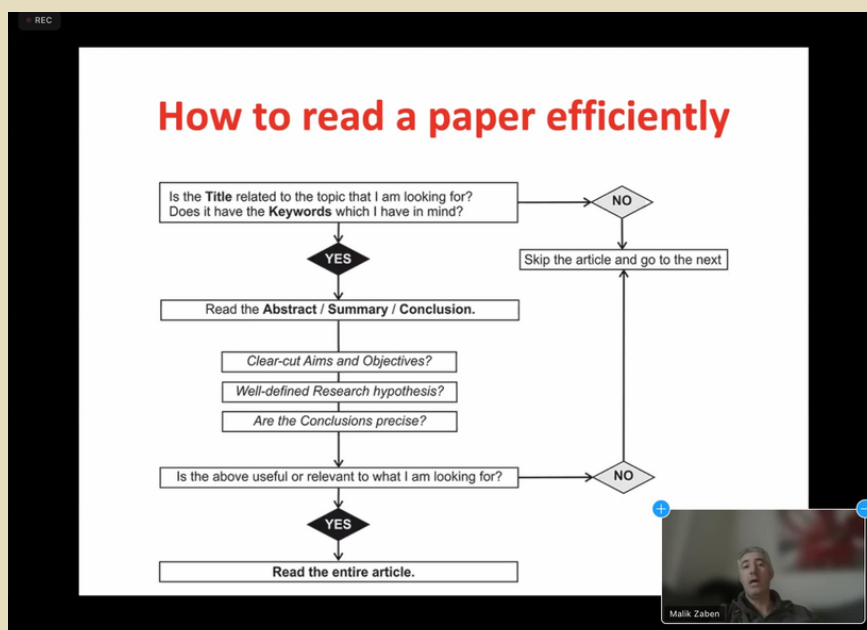 REC
How to read a paper efficiently
Is the Title related to the topic that I am looking for?
Does it have the Keywords which I have in mind?
NO
YES
Skip the article and go to the next
Read the Abstract / Summary / Conclusion.
Clear-cut Aims and Objectives?
Well-defined Research hypothesis?
Are the Conclusions precise?
Is the above useful or relevant to what I am looking for?
NO
YES
Read the entire article.
Malik Zaben